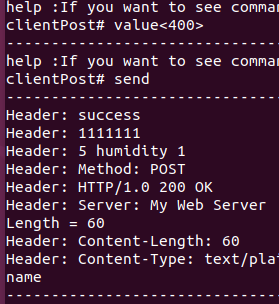 help :If you want to see comma
clientPost# value<400>
--------------------------------
help :If you want to see comma
clientPost# send
--------------------------------
Header: success
Header: 1111111
Header: 5 humidity 1
Header: Method: POST
Header: HTTP/1.0 200 OK
Header: Server: My Web Server
Length = 60
Header: Content-Length: 60
Header: Content-Type: text/pla
name
--------------------------------